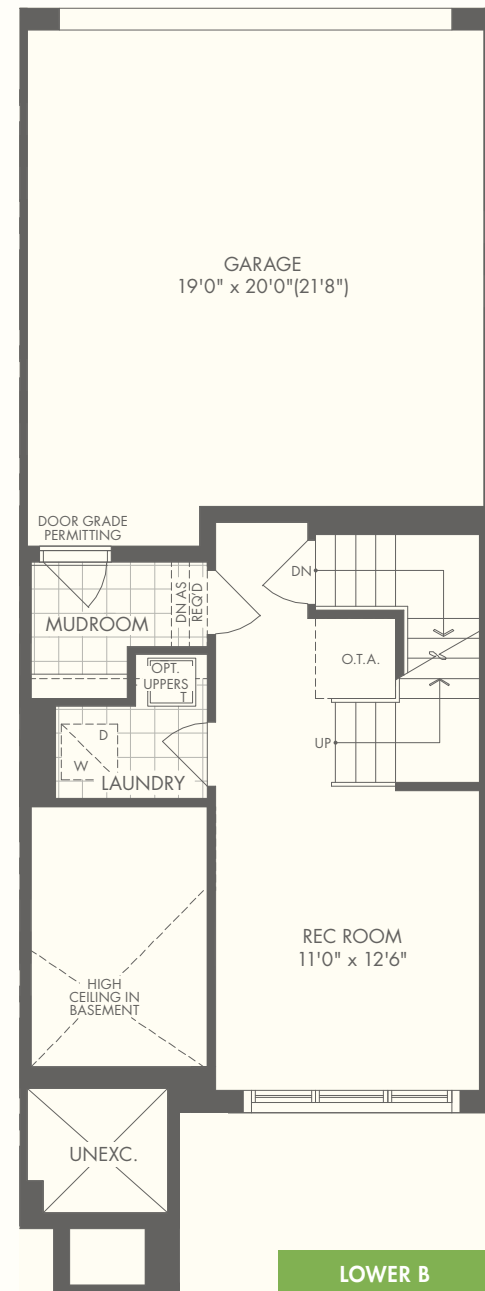 GARAGE
19'0" x 20'0"(21'8")
DOOR GRADE
PERMITTING
DN
DN AS
REQ'D
MUDROOM
O.T.A.
OPT.
UPPERS
T
UP
D
W
LAUNDRY
REC ROOM
11'0" x 12'6"
HIGH
CEILING IN
BASEMENT
UNEXC.
LOWER B